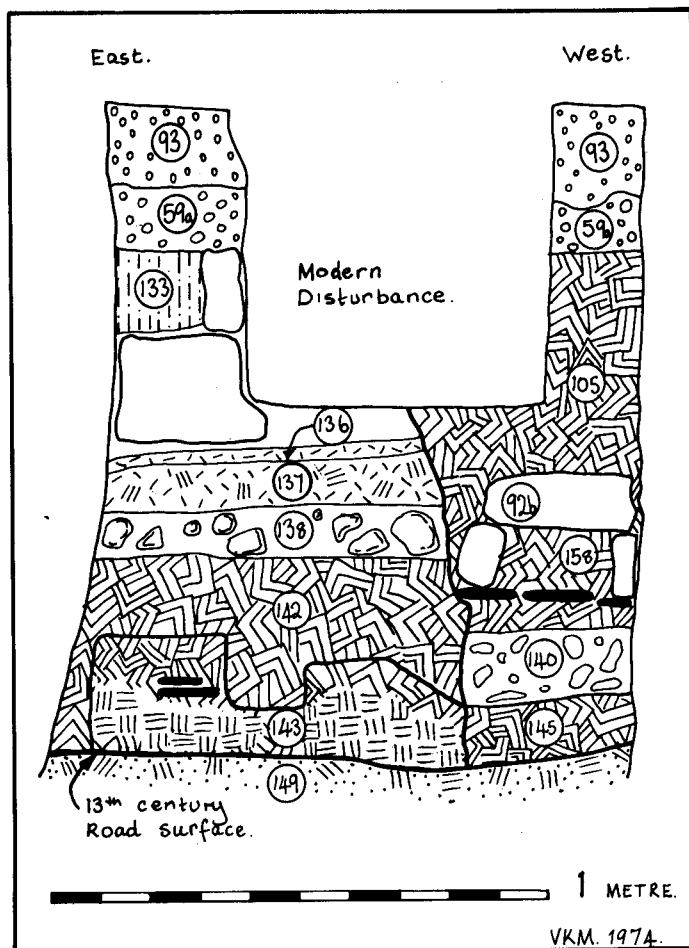 East.
West.
93
93
59a
59b
133
Modern
Disturbance.
105
136
137
92b
138
158
142
140
143
145
149
13th century
Road surface.
1 METRE.
VKM. 1974.